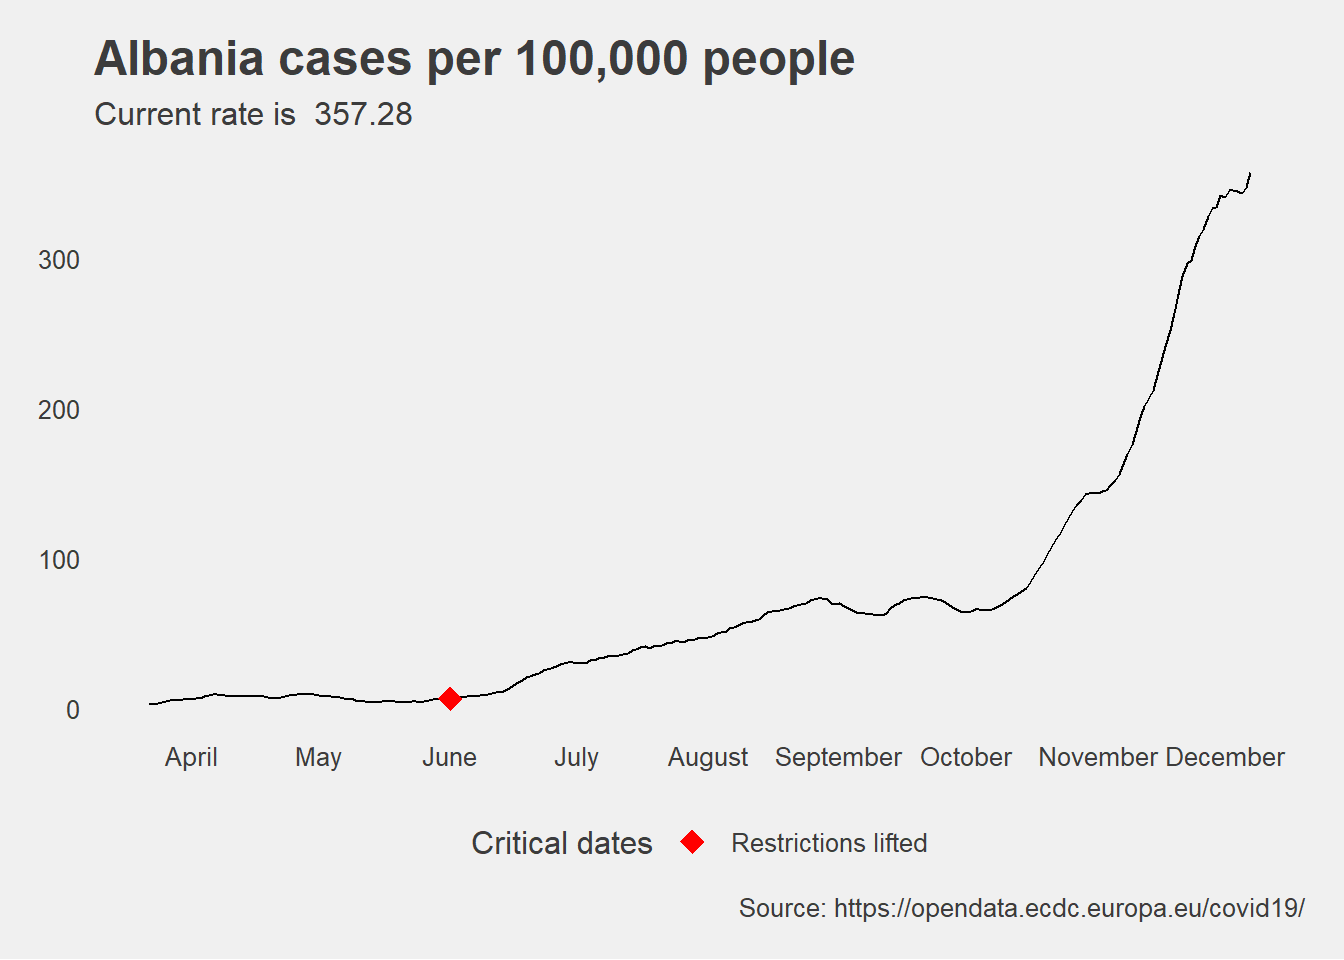 Albania cases per 100,000 people
Current rate is  357.28
300
200
100
0
April May June July August September October November December
Critical dates Restrictions lifted
Source: https://opendata.ecdc.europa.eu/covid19/